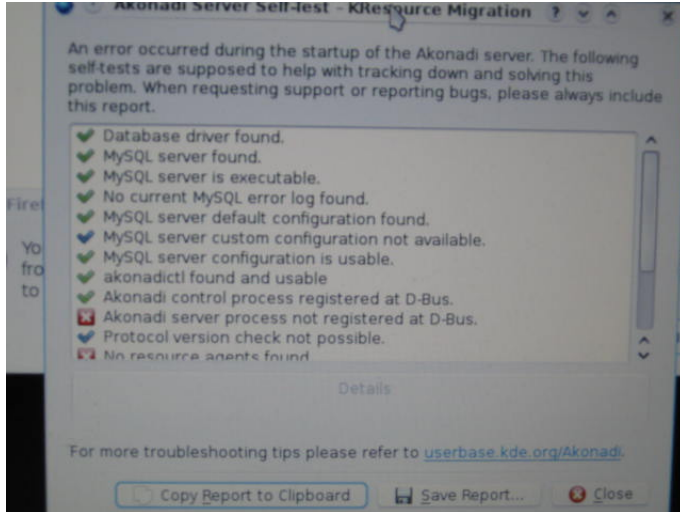 Akonadi Server Self-Test - KResource Migration
An error occurred during the startup of the Akonadi server. The following
self-tests are supposed to help with tracking down and solving this
problem. When requesting support or reporting bugs, please always include
this report.
Database driver found.
MySQL server found.
MySQL server is executable.
No current MySQL error log found.
MySQL server default configuration found.
MySQL server custom configuration not available.
MySQL server configuration is usable.
akonadictl found and usable
Akonadi control process registered at D-Bus.
Akonadi server process not registered at D-Bus.
Protocol version check not possible.
No resource agents found
Firef
Yo
fro
to
Details
For more troubleshooting tips please refer to userbase.kde.org/Akonadi.
Copy Report to Clipboard
Save Report...
Close